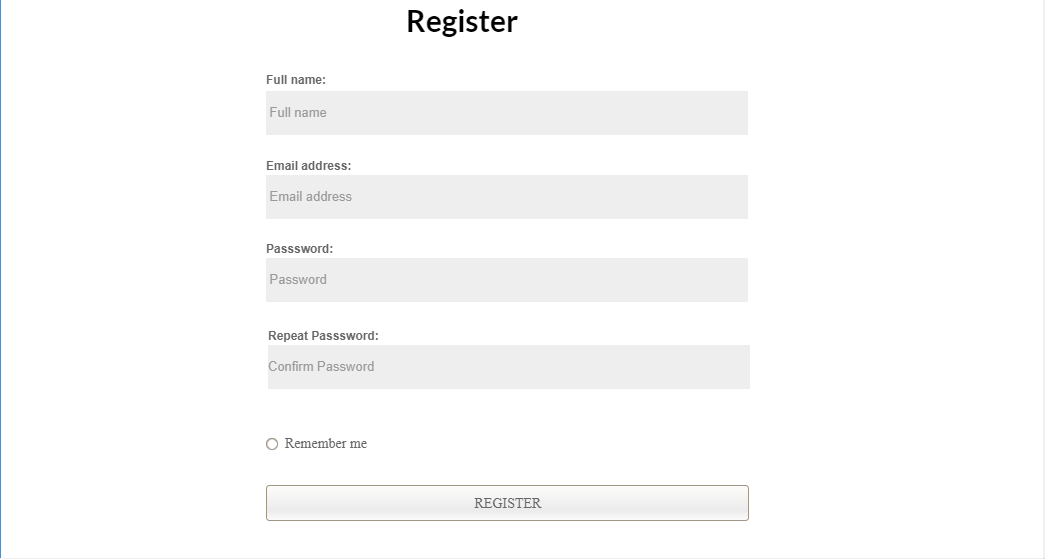 Register
Full name:
Full name
Email address:
Email address
Passsword:
Password
Repeat Passsword:
Confirm Password
Remember me
REGISTER